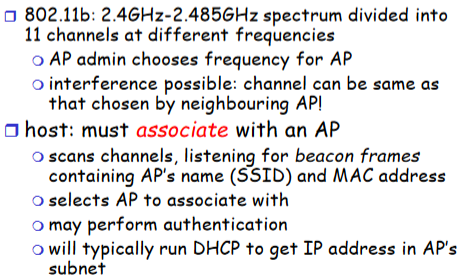 802.11b: 2.4GHz-2.485GHz spectrum divided into
11 channels at different frequencies
AP admin chooses frequency for AP
interference possible: channel can be same as
that chosen by neighbouring AP!
host: must associate with an AP
scans channels, listening for beacon frames
containing AP's name (SSID) and MAC address
selects AP to associate with
may perform authentication
will typically run DHCP to get IP address in AP's
subnet